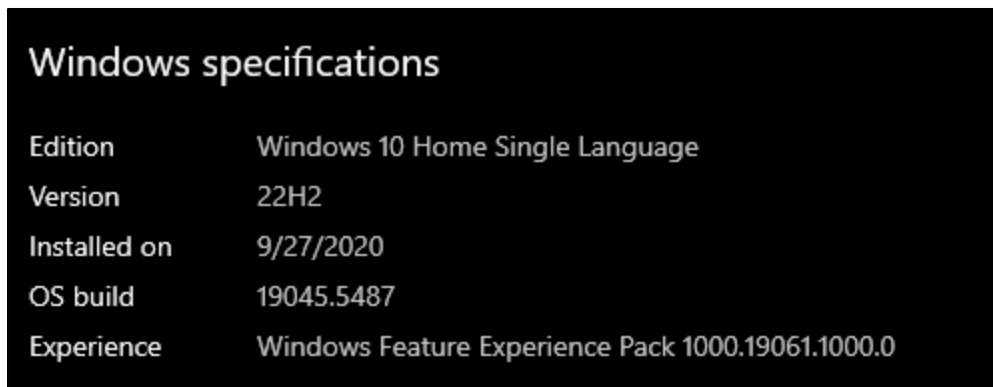 Windows specifications
Edition Windows 10 Home Single Language
Version 22H2
Installed on 9/27/2020
OS build 19045.5487
Experience Windows Feature Experience Pack 1000.19061.1000.0